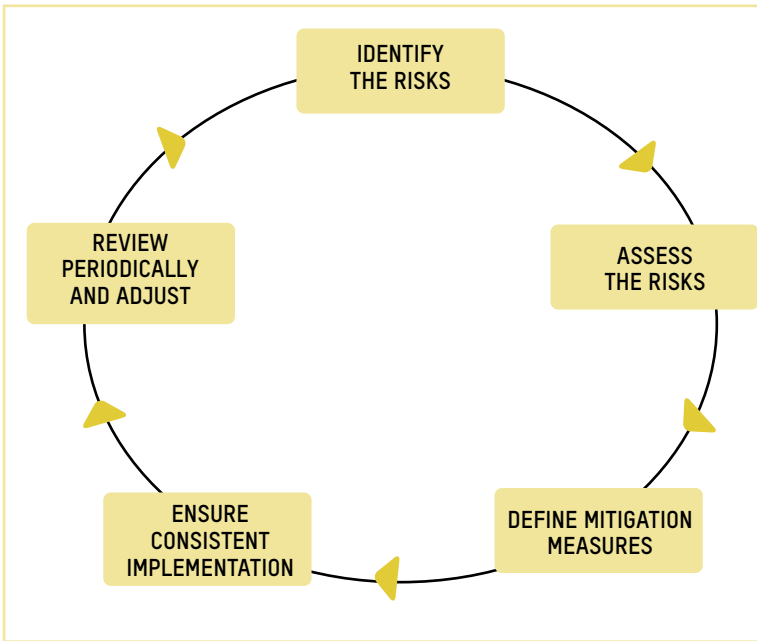 IDENTIFY
THE RISKS
ASSESS
THE RISKS
DEFINE MITIGATION
MEASURES
ENSURE
CONSISTENT
IMPLEMENTATION
REVIEW
PERIODICALLY
AND ADJUST